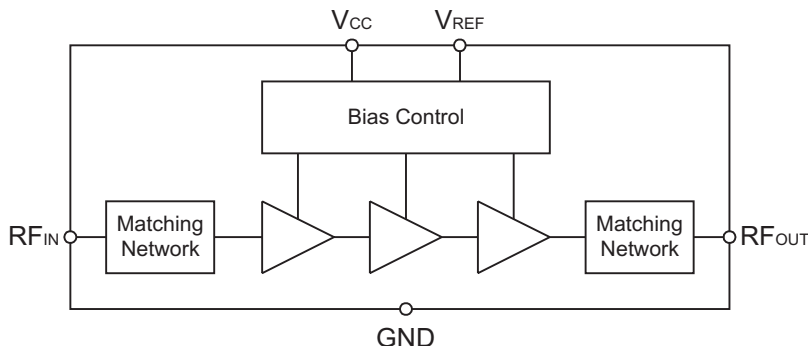 VCC
VREF
Bias Control
RFIN
Matching
Network
Matching
Network
RFOUT
GND